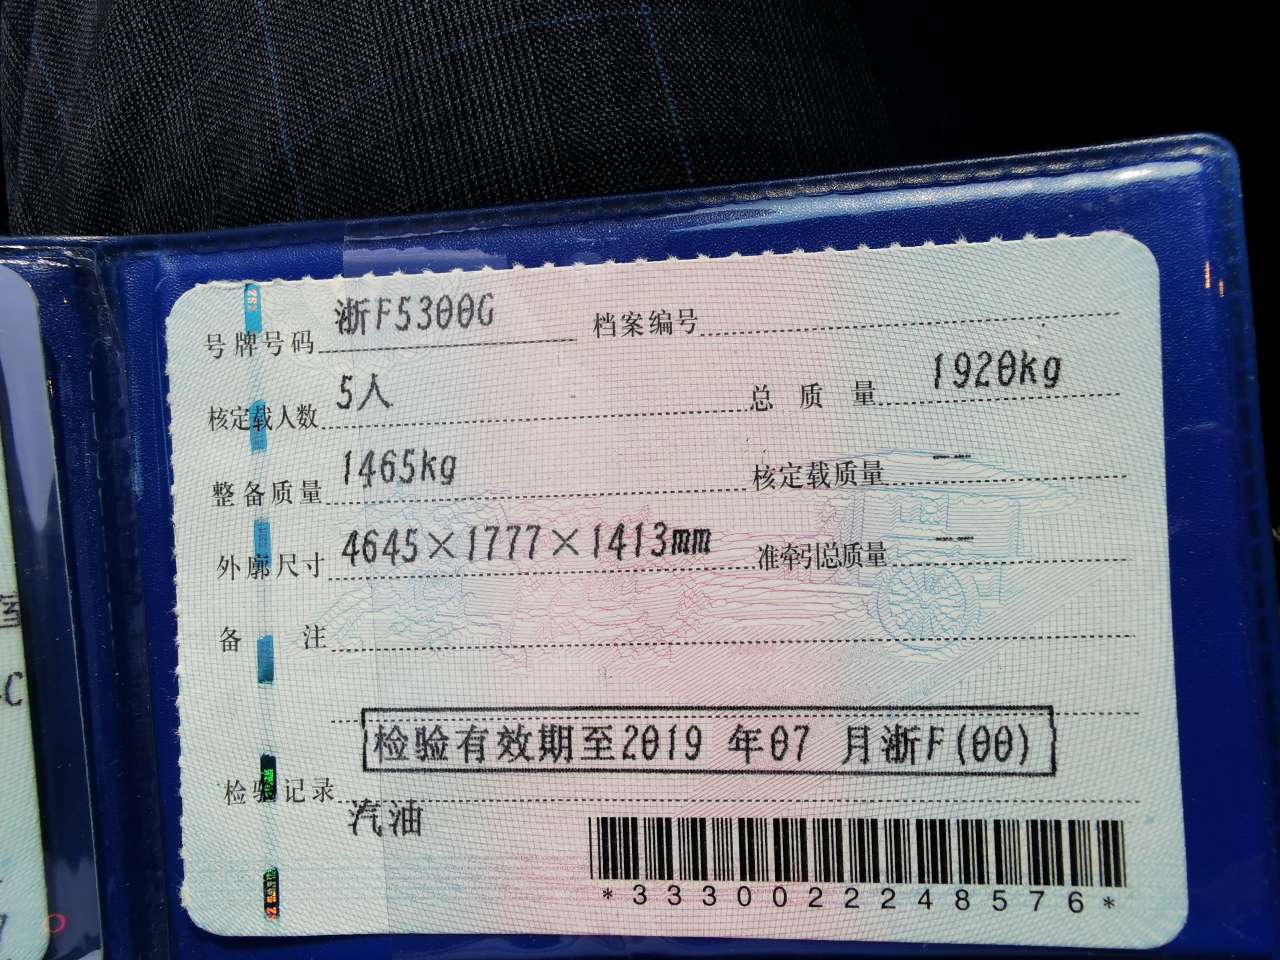 号牌号码 浙F5300G 档案编号
核定载人数 5人 总质量 1920kg
整备质量 1465kg 核定载质量 --
外廓尺寸 4645×1777×1413mm 准牵引总质量 --
备注
检验有效期至2019 年07 月浙F(00)
检验记录
汽油
*3330022248576*